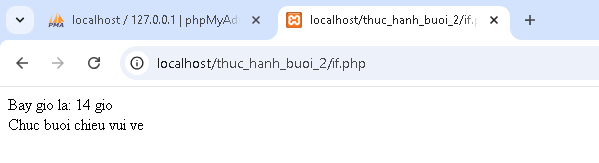 localhost / 127.0.0.1 | phpMyAd
localhost/thuc_hanh_buoi_2/if.p
localhost/thuc_hanh_buoi_2/if.php
Bay gio la: 14 gio
Chuc buoi chieu vui ve